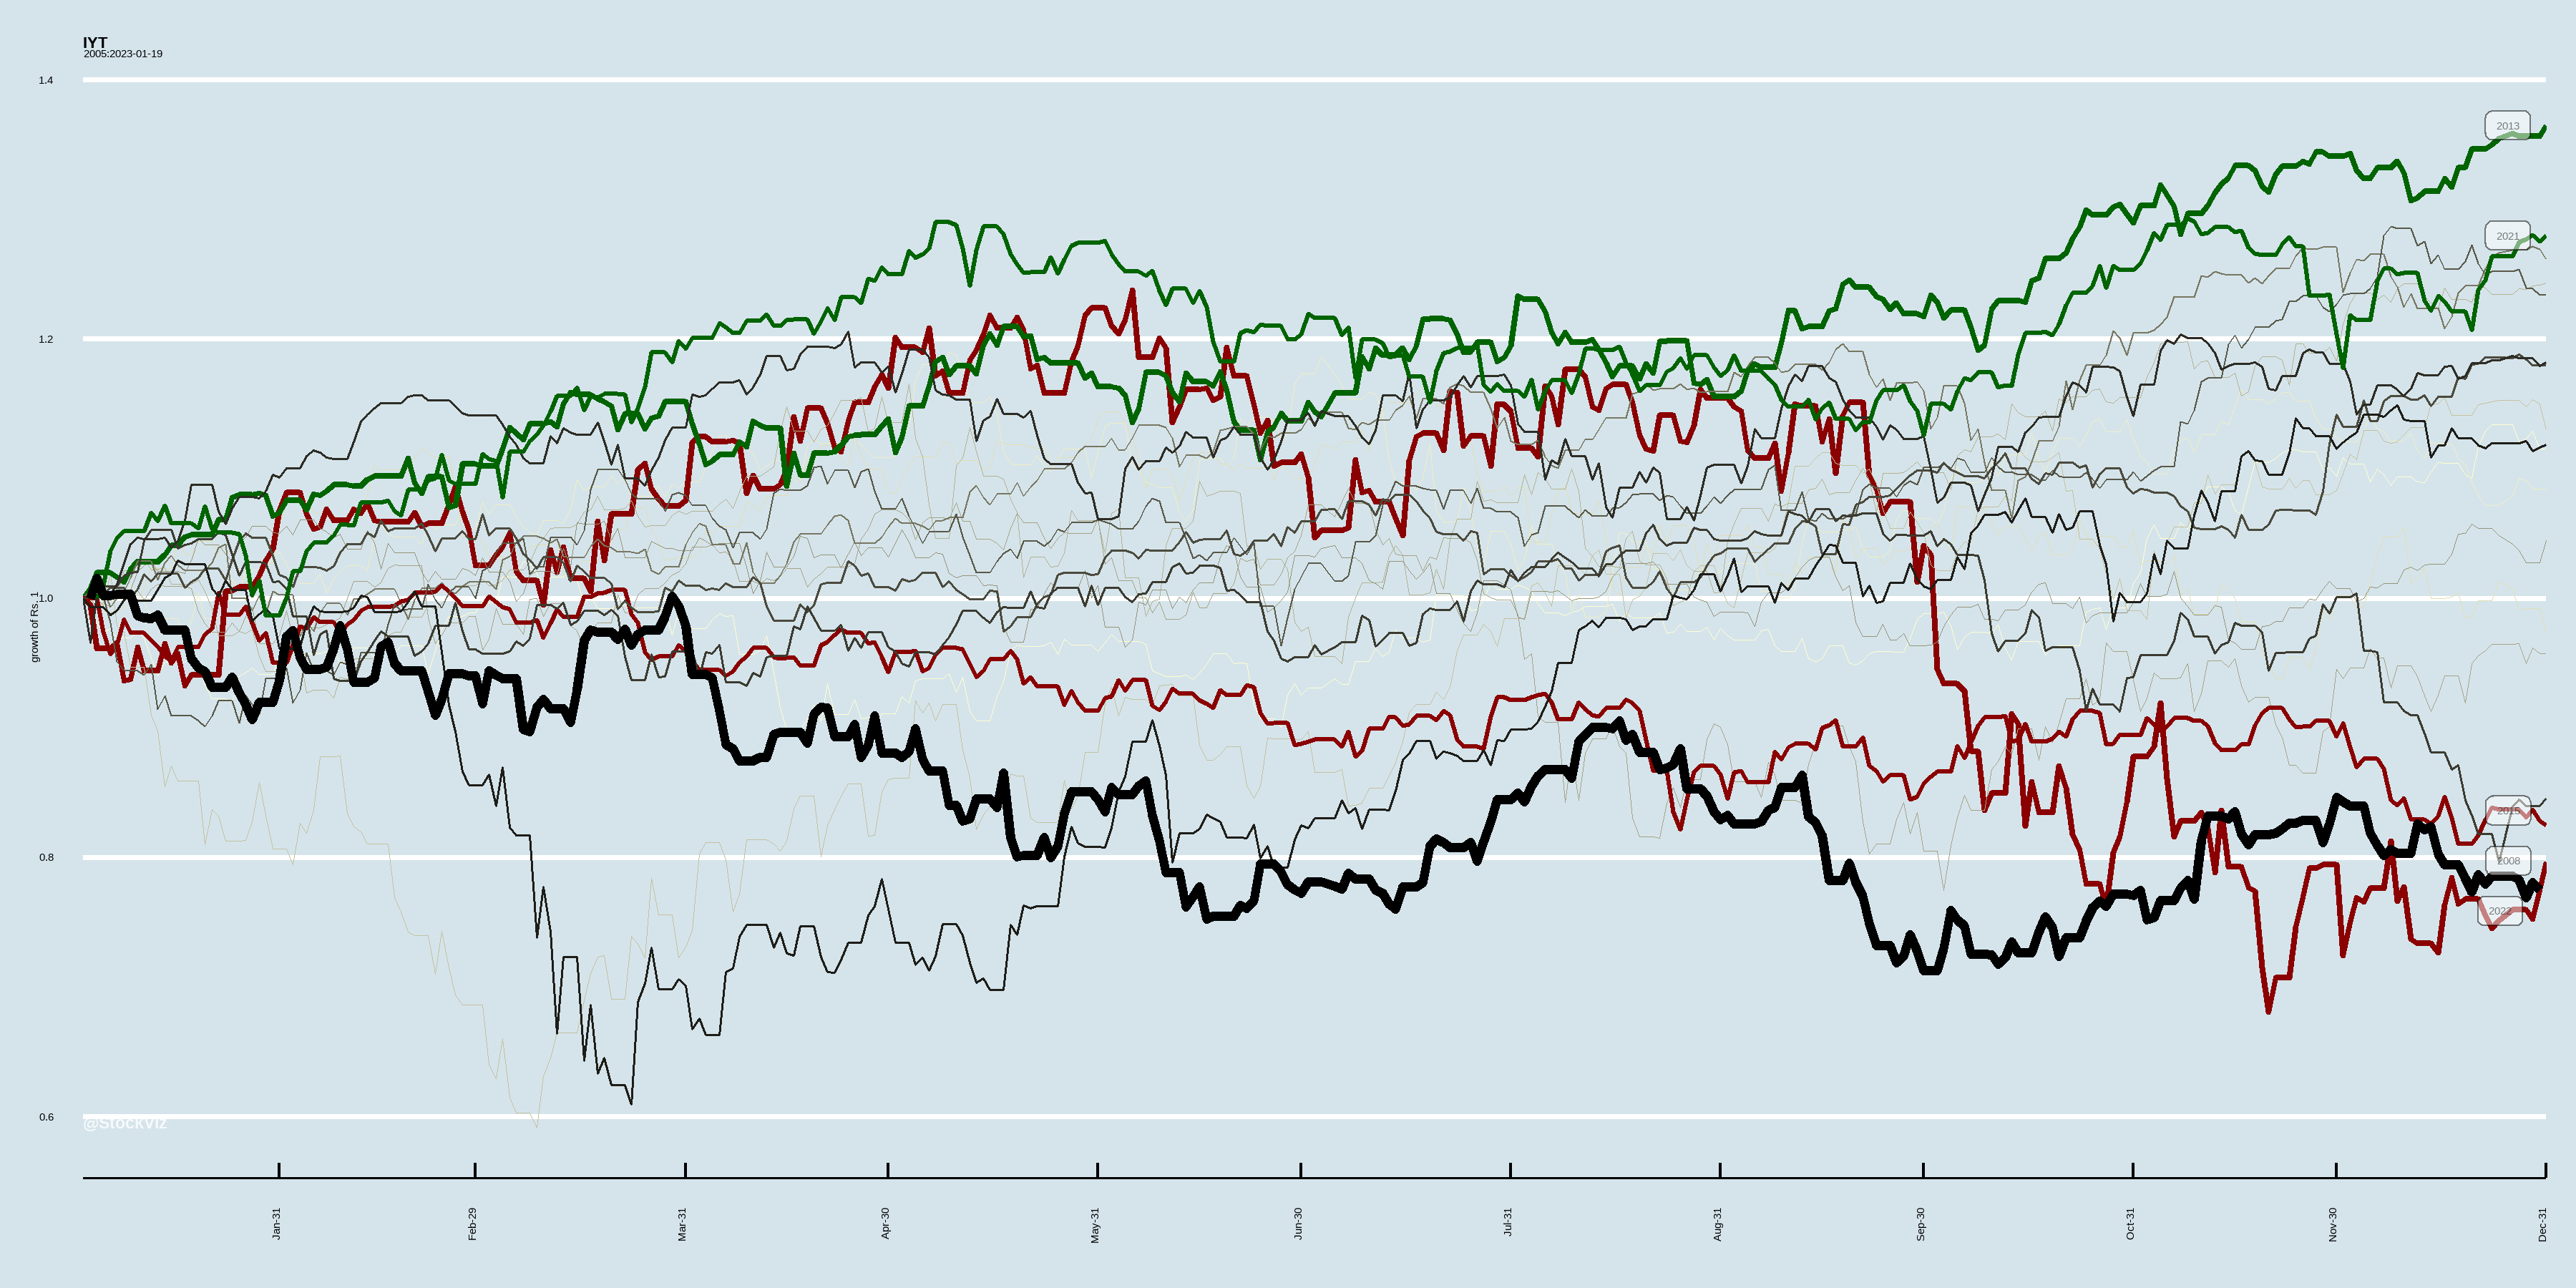 IYT
2005:2023-01-19
1.4
2013
2021
1.2
growth of Rs. 1
1.0
2015
0.8
2008
2022
0.6
@StockViz
Jan-31
Feb-29
Mar-31
Apr-30
May-31
Jun-30
Jul-31
Aug-31
Sep-30
Oct-31
Nov-30
Dec-31